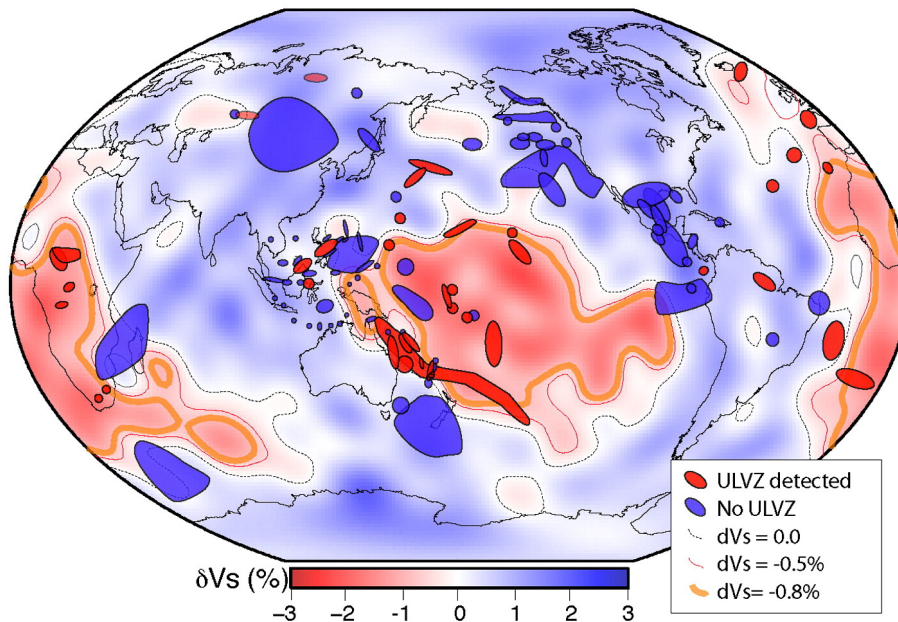 ULVZ detected
No ULVZ
dVs = 0.0
dVs = -0.5%
dVs= -0.8%
δVs (%)
−3 −2 -1 0 1 2 3